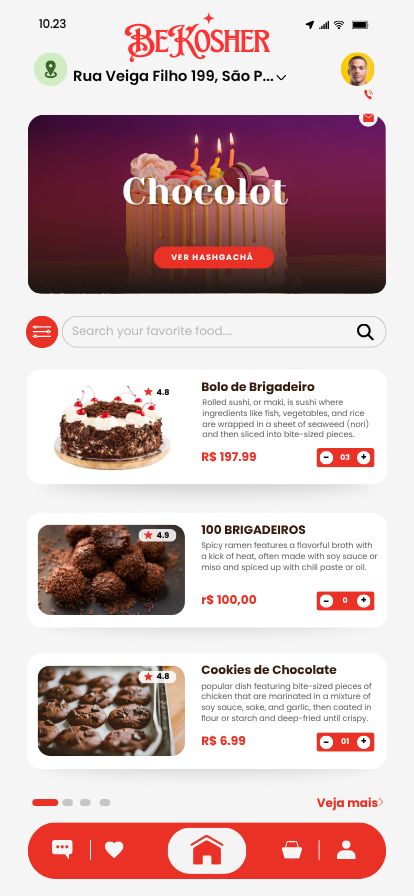 10.23
BEKOSHER
Rua Veiga Filho 199, São P...
Chocolot
VER HASHGACHÁ
Search your favorite food....
4.8
Bolo de Brigadeiro
Rolled sushi, or maki, is sushi where
ingredients like fish, vegetables, and rice
are wrapped in a sheet of seaweed (nori)
and then sliced into bite-sized pieces.
R$ 197.99
- 03 +
4.9
100 BRIGADEIROS
Spicy ramen features a flavorful broth with
a kick of heat, often made with soy sauce or
miso and spiced up with chili paste or oil.
r$ 100,00
- 0 +
4.8
Cookies de Chocolate
popular dish featuring bite-sized pieces of
chicken that are marinated in a mixture of
soy sauce, sake, and garlic, then coated in
flour or starch and deep-fried until crispy.
R$ 6.99
- 01 +
Veja mais